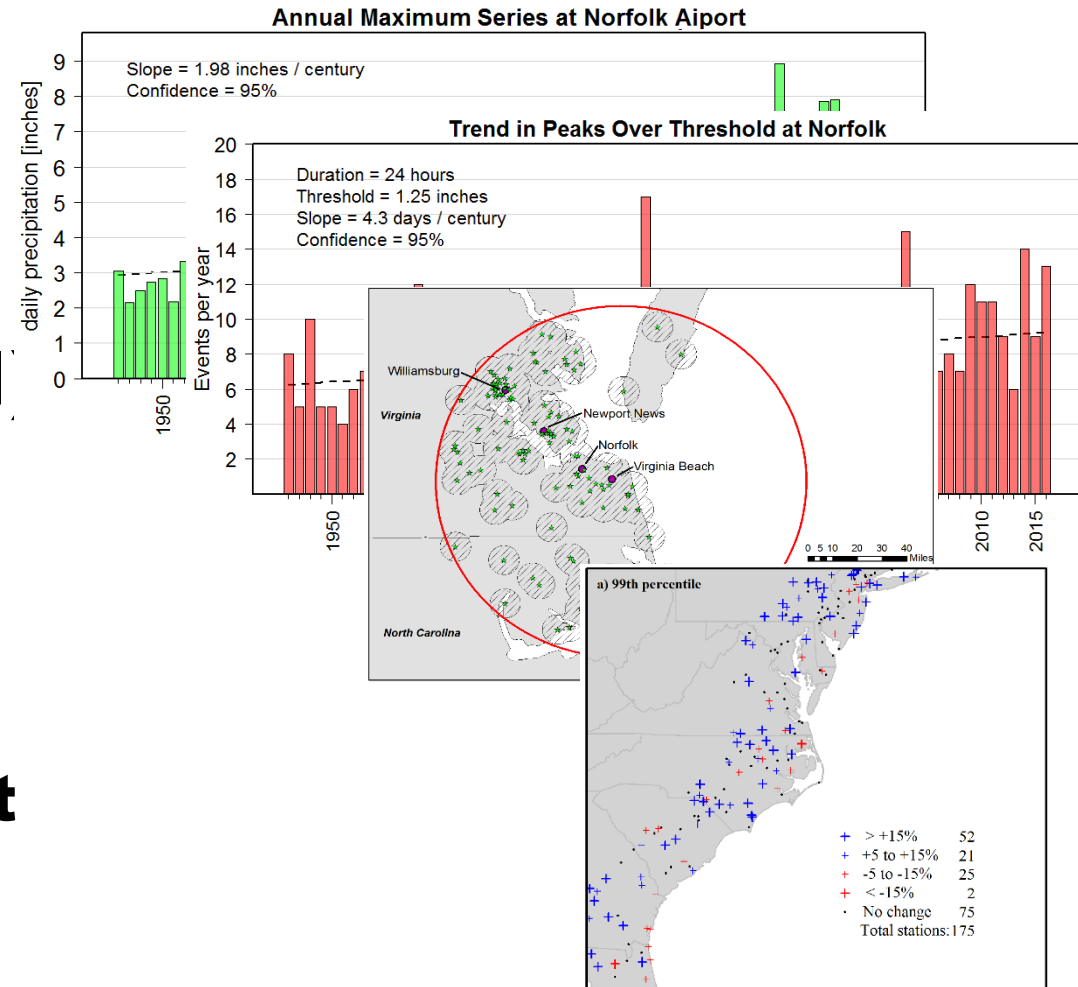 Annual Maximum Series at Norfolk Aiport
9
8
7
6
5
4
3
2
1
0
daily precipitation [inches]
Slope = 1.98 inches / century
Confidence = 95%
1950
Trend in Peaks Over Threshold at Norfolk
20
18
16
14
12
10
8
6
4
2
Events per year
Duration = 24 hours
Threshold = 1.25 inches
Slope = 4.3 days / century
Confidence = 95%
1950
2010
2015
Williamsburg
Virginia
Newport News
Norfolk
Virginia Beach
0 5 10 20 30 40
Miles
North Carolina
a) 99th percentile
> +15% 52
+5 to +15% 21
-5 to -15% 25
< -15% 2
No change 75
Total stations: 175
t